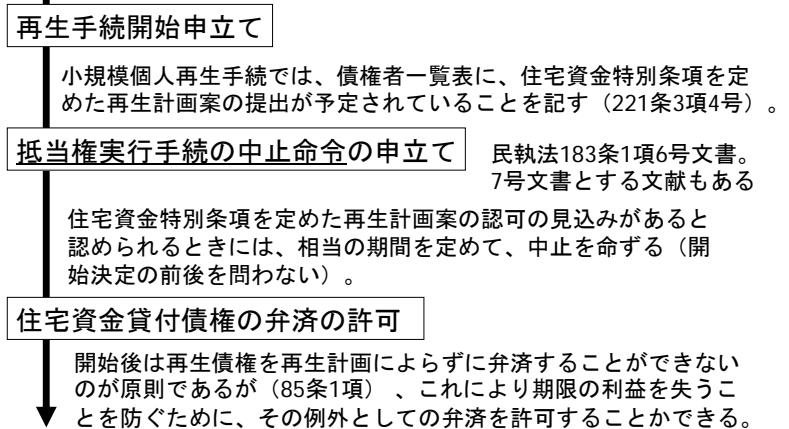 再生手続開始申立て
小規模個人再生手続では、債権者一覧表に、住宅資金特別条項を定
めた再生計画案の提出が予定されていることを記す（221条3項4号）。
抵当権実行手続の中止命令の申立て
民執法183条1項6号文書。
7号文書とする文献もある
住宅資金特別条項を定めた再生計画案の認可の見込みがあると
認められるときには、相当の期間を定めて、中止を命ずる（開
始決定の前後を問わない）。
住宅資金貸付債権の弁済の許可
開始後は再生債権を再生計画によらずに弁済することができない
のが原則であるが（85条1項）、これにより期限の利益を失うこ
とを防ぐために、その例外としての弁済を許可することかできる。